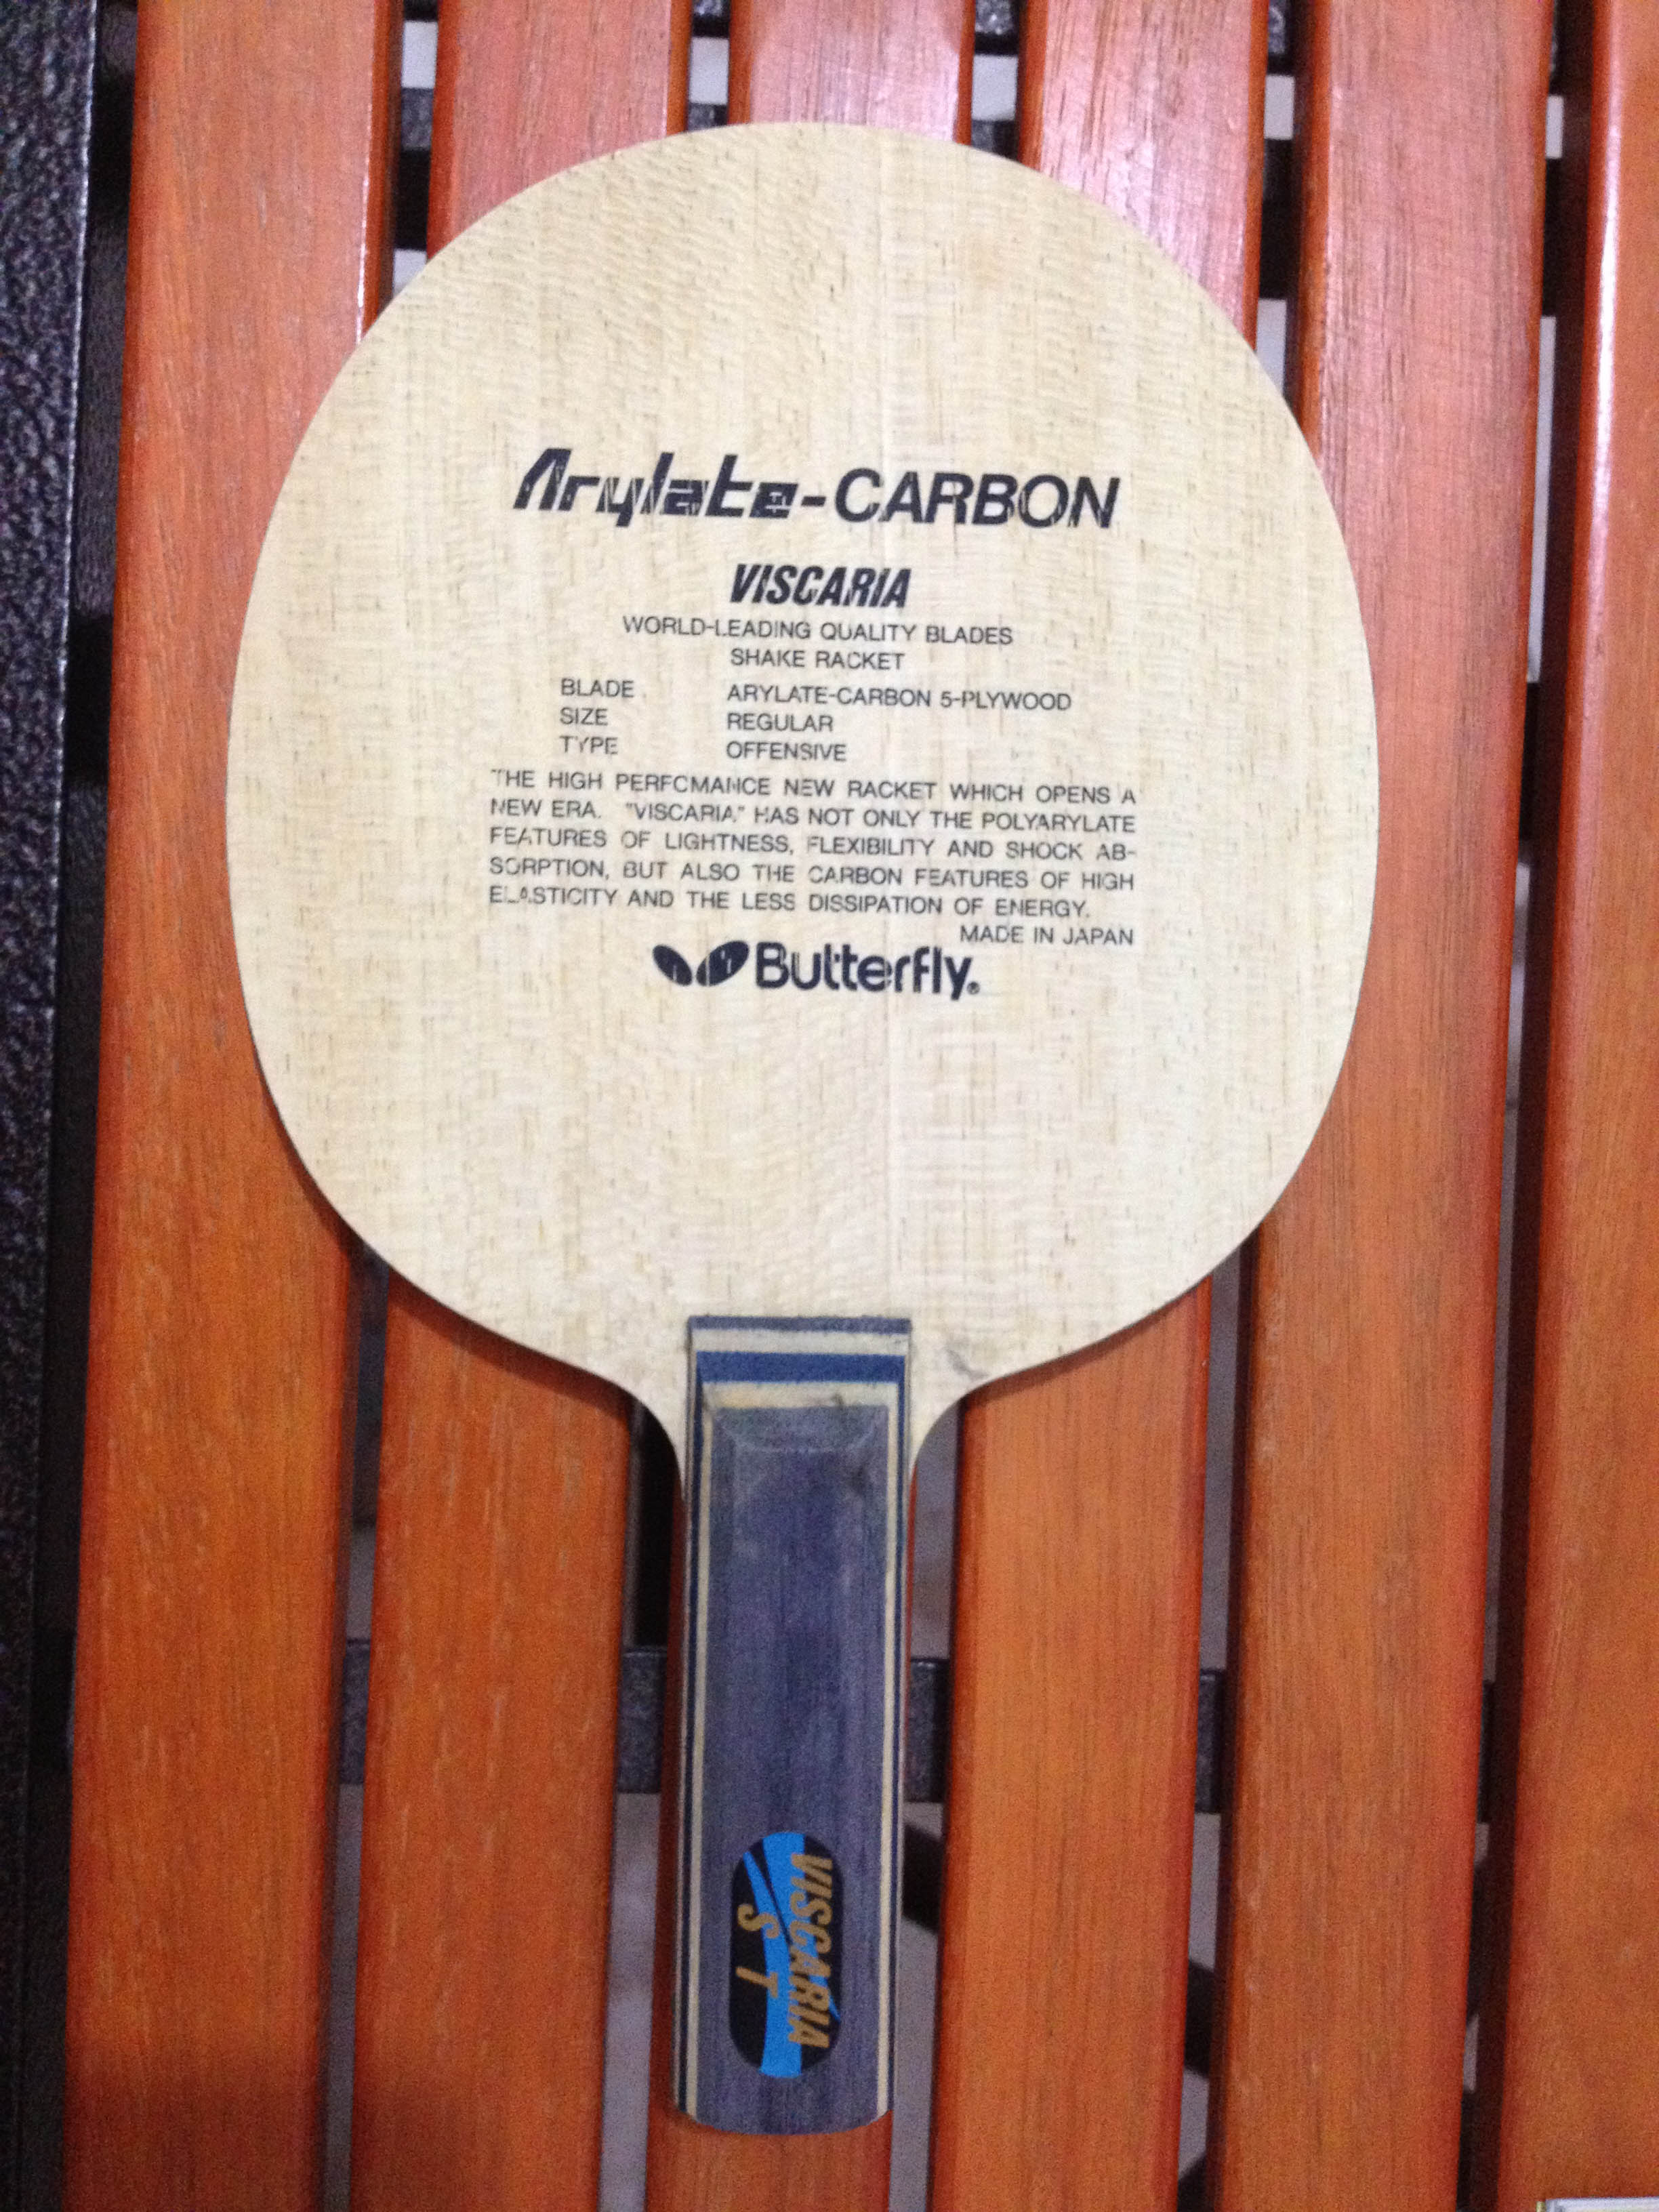 Arylate-CARBON
VISCARIA
WORLD-LEADING QUALITY BLADES
SHAKE RACKET
BLADE ARYLATE-CARBON 5-PLYWOOD
SIZE REGULAR
TYPE OFFENSIVE
THE HIGH PERFOMANCE NEW RACKET WHICH OPENS A
NEW ERA. "VISCARIA" HAS NOT ONLY THE POLYARYLATE
FEATURES OF LIGHTNESS, FLEXIBILITY AND SHOCK AB-
SORPTION, BUT ALSO THE CARBON FEATURES OF HIGH
ELASTICITY AND THE LESS DISSIPATION OF ENERGY.
MADE IN JAPAN
Butterfly®
VISCARIA
ST